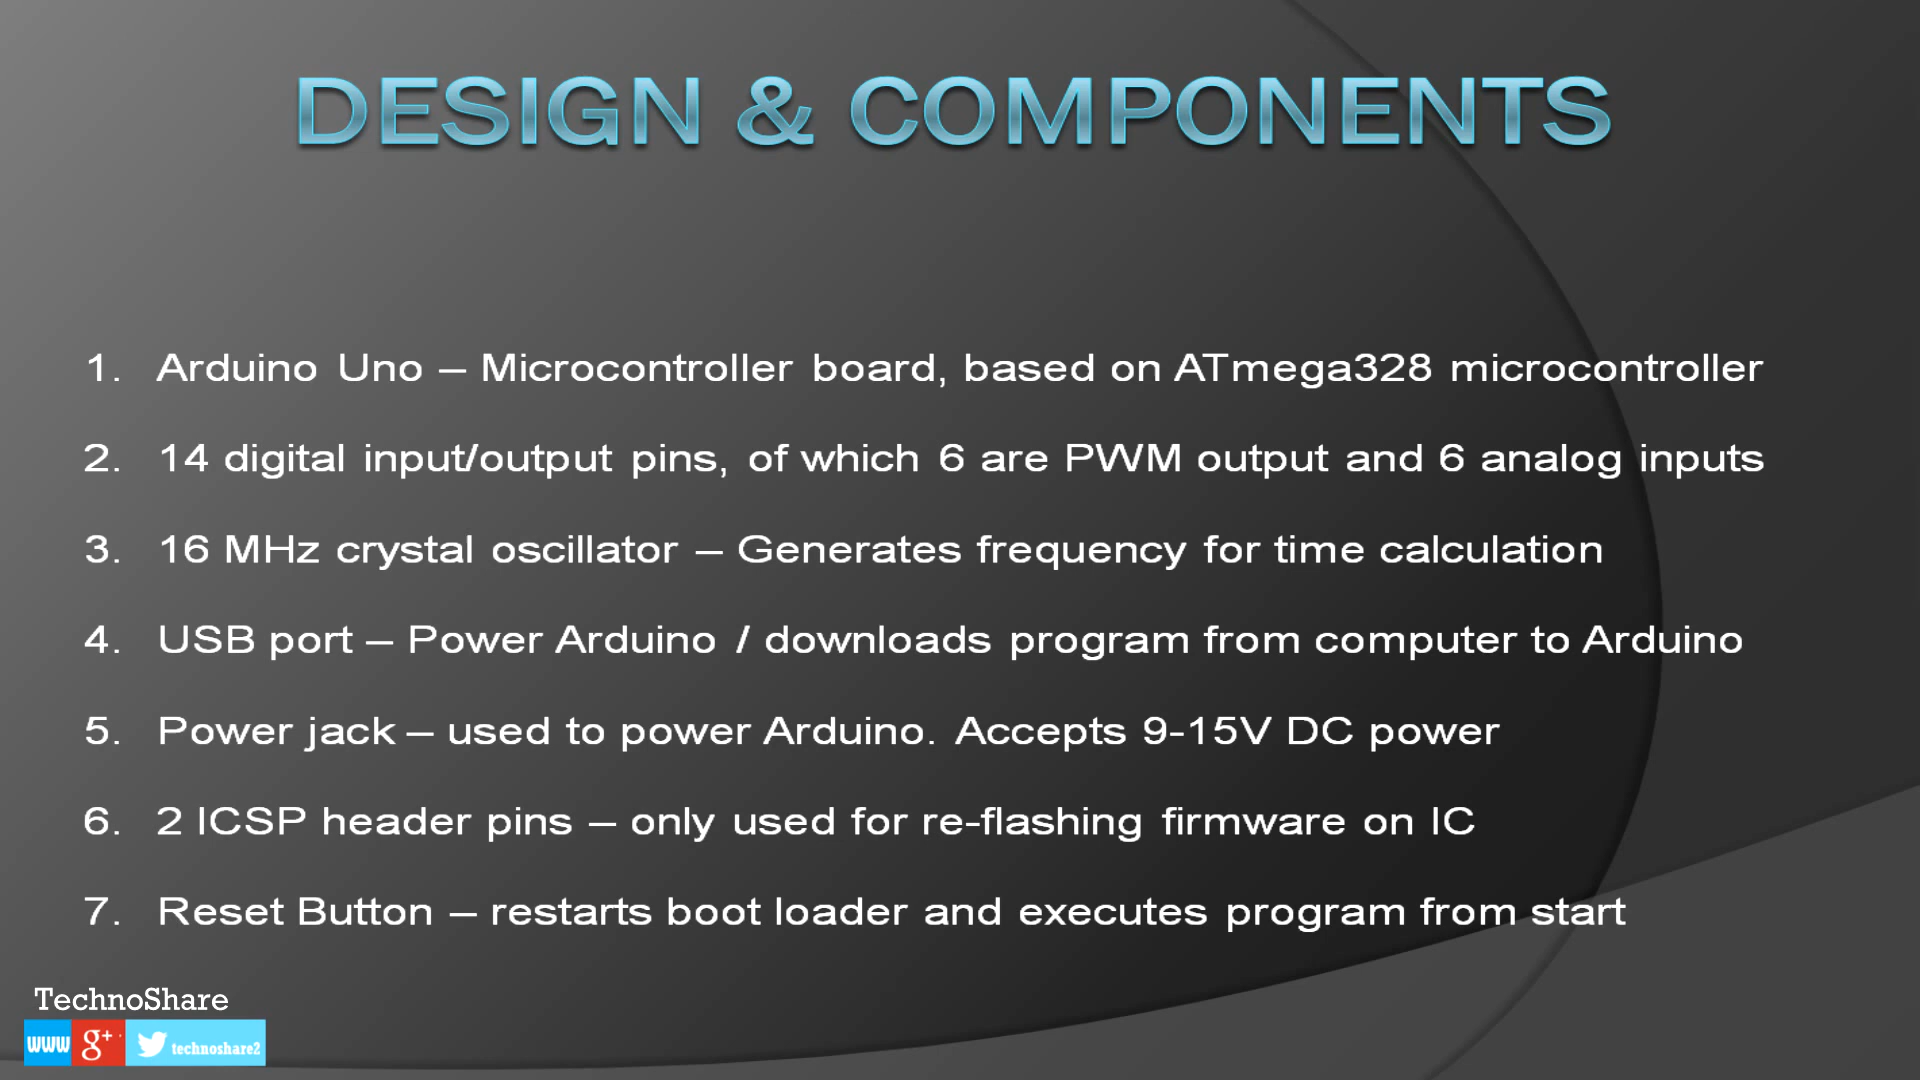 DESIGN & COMPONENTS
1. Arduino Uno – Microcontroller board, based on ATmega328 microcontroller
2. 14 digital input/output pins, of which 6 are PWM output and 6 analog inputs
3. 16 MHz crystal oscillator – Generates frequency for time calculation
4. USB port – Power Arduino / downloads program from computer to Arduino
5. Power jack – used to power Arduino. Accepts 9-15V DC power
6. 2 ICSP header pins – only used for re-flashing firmware on IC
7. Reset Button – restarts boot loader and executes program from start
TechnoShare
www g+ technoshare2